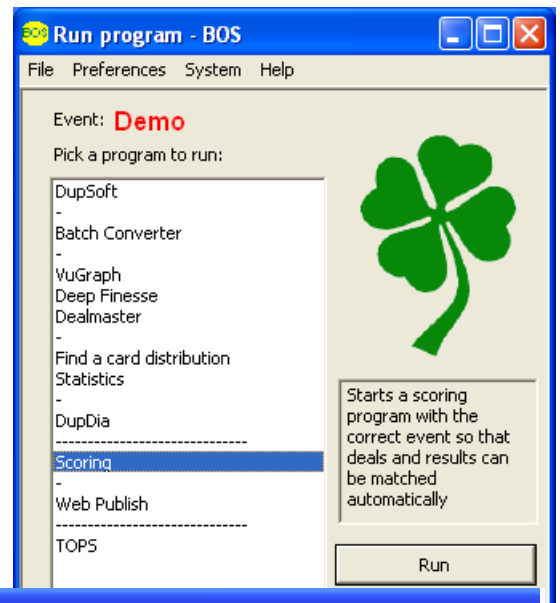 BOS Run program - BOS
File Preferences System Help
Event: Demo
Pick a program to run:
DupSoft
-
Batch Converter
-
VuGraph
Deep Finesse
Dealmaster
-
Find a card distribution
Statistics
-
DupDia
------------------------------
Scoring
-
Web Publish
------------------------------
TOPS
Starts a scoring
program with the
correct event so that
deals and results can
be matched
automatically
Run